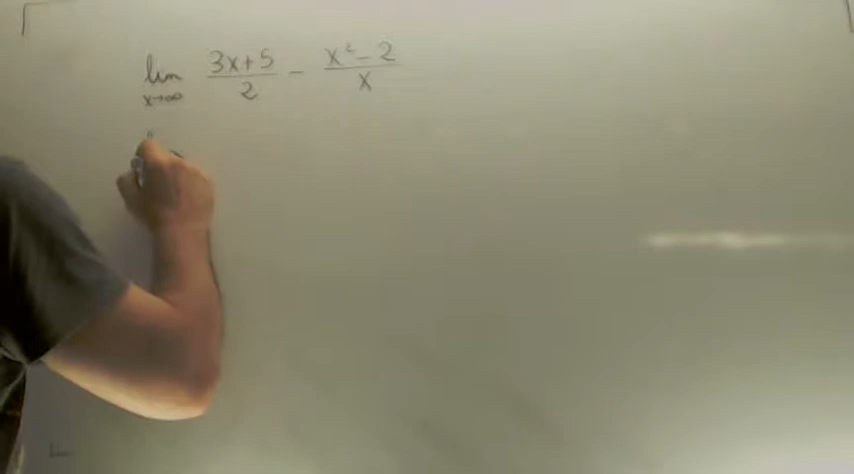 lim x→∞ (3x+5)/2 - (x² - 2)/x